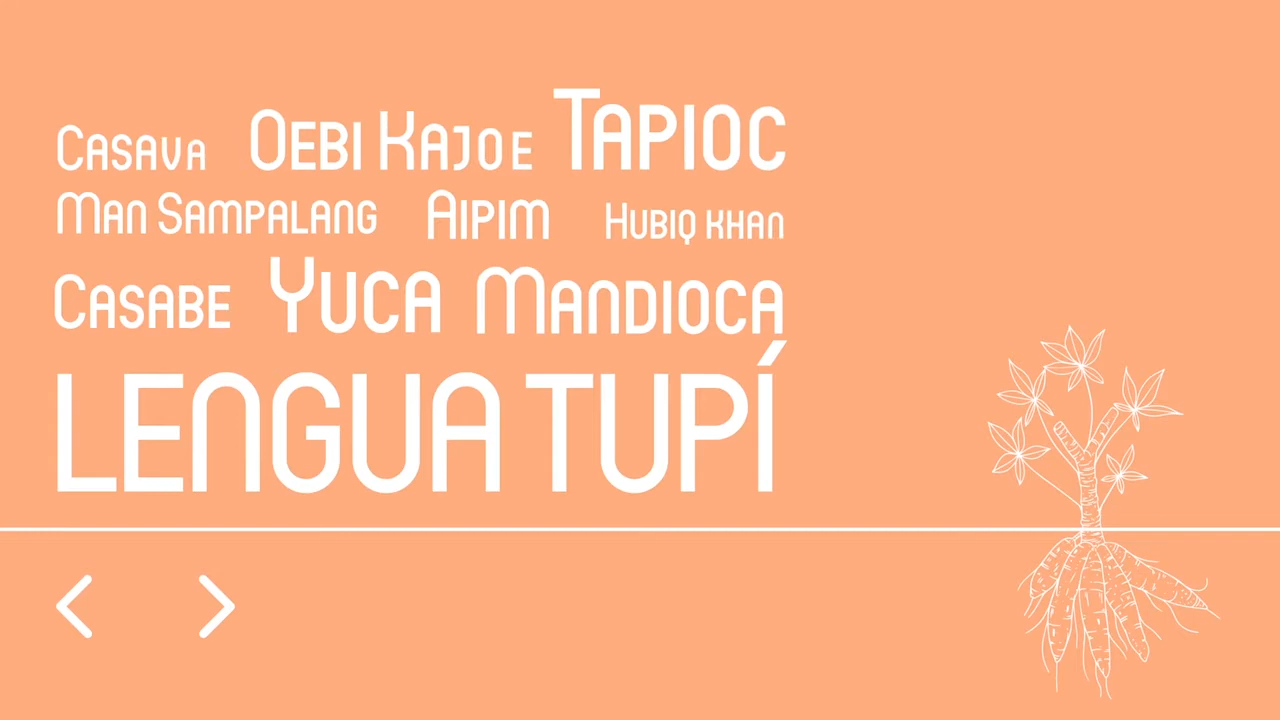 Casava Oebi Kajoe Tapioc
Man Sampalang Aipim Hubiq khan
Casabe Yuca Mandioca
LENGUA TUPÍ